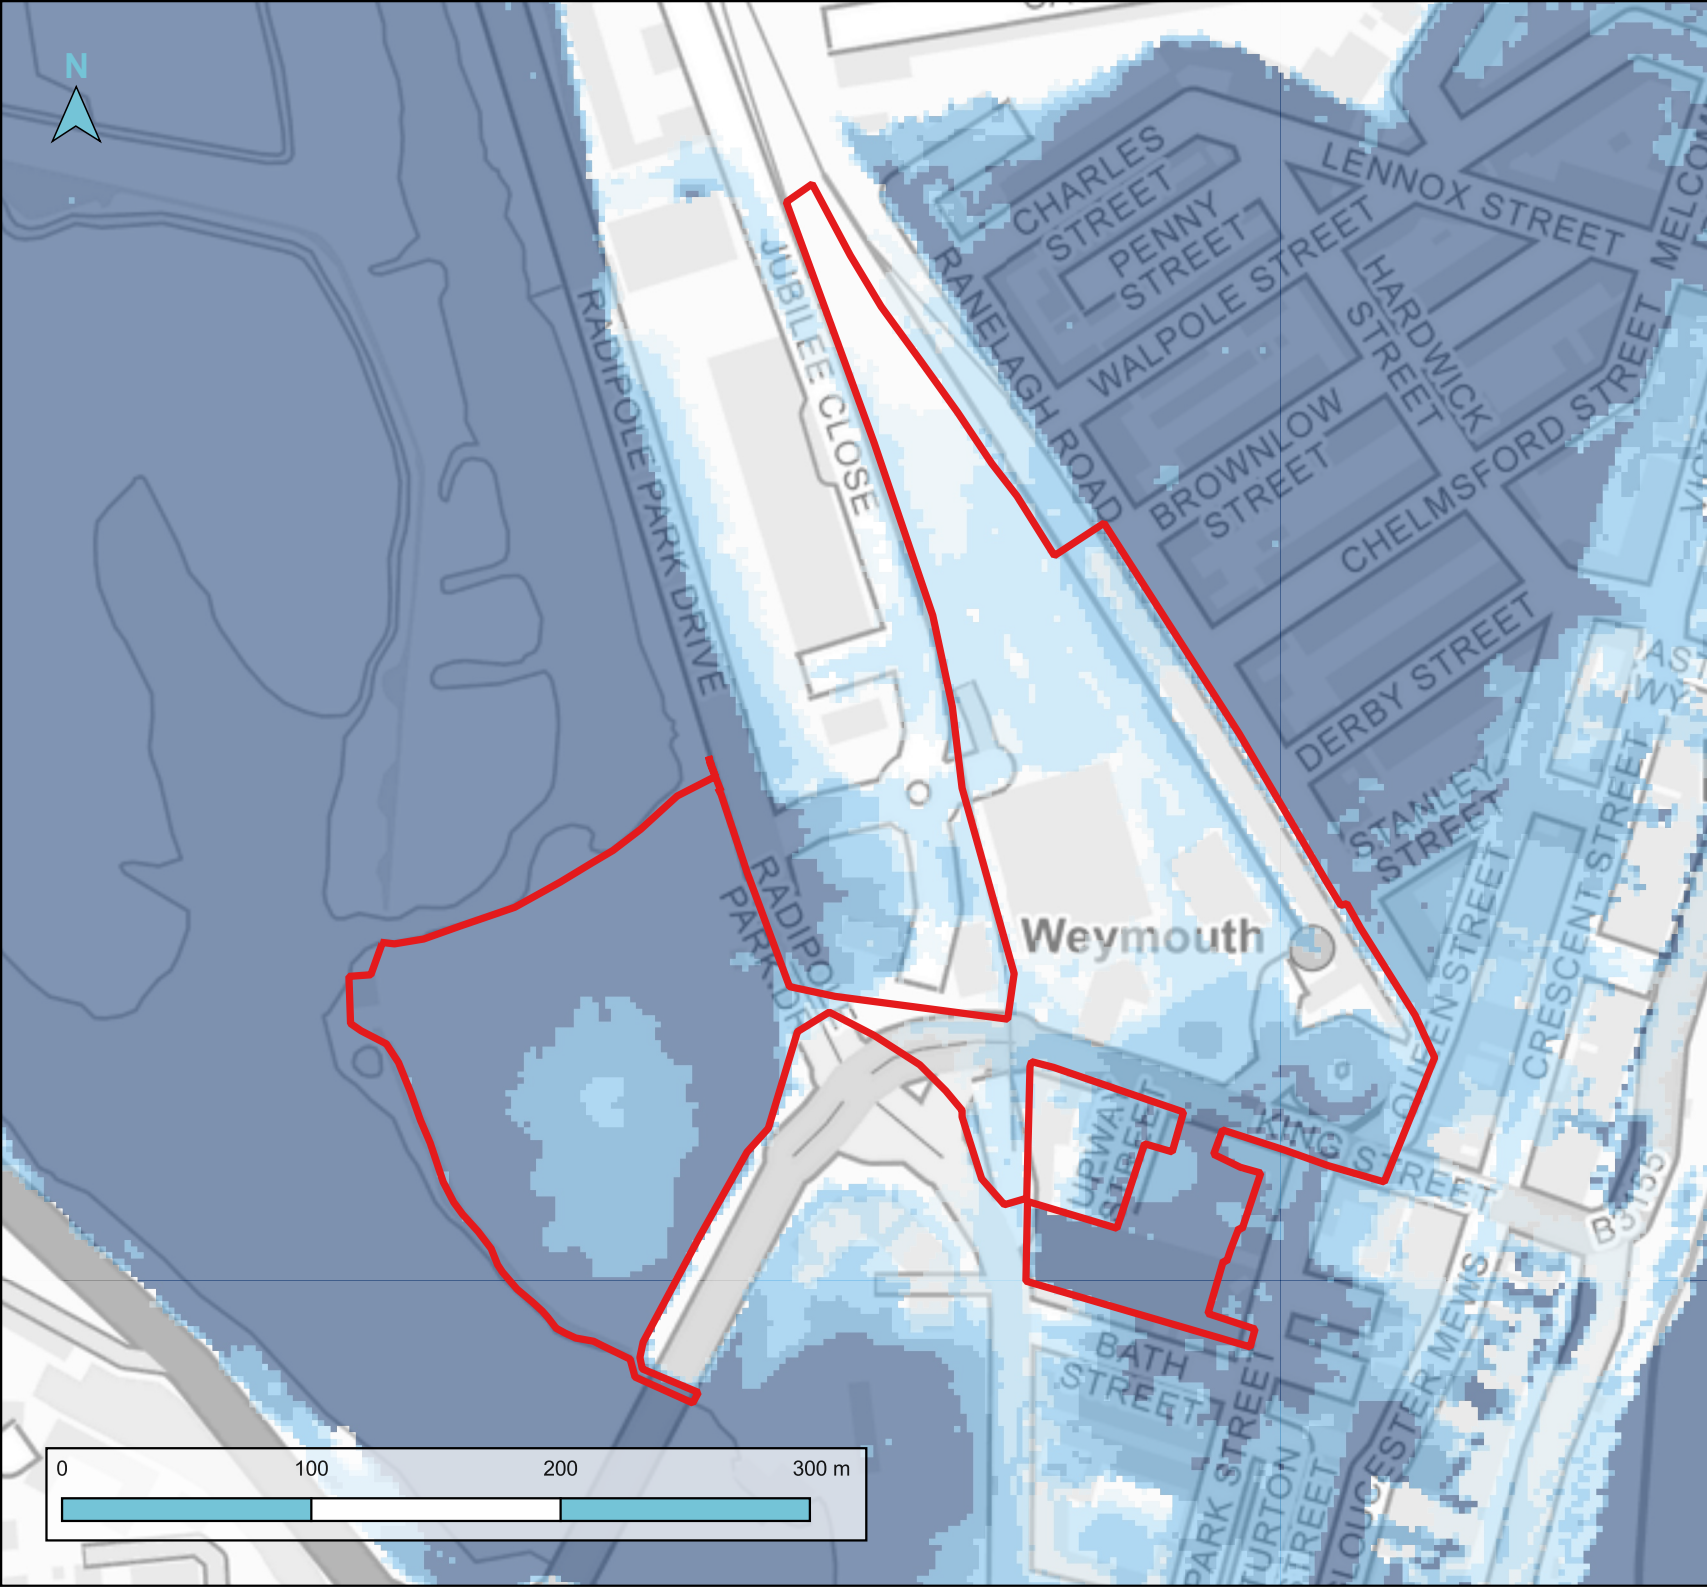 N
CHARLES
STREET
PENNY
STREET
LENNOX STREET
WALPOLE STREET
HARDWICK
STREET
RANELAGH ROAD
JUBILEE CLOSE
RADIPOLE PARK DRIVE
BROWNLOW
STREET
CHELMSFORD STREET
DERBY STREET
STANLEY
STREET
CRESCENT STREET
QUEEN STREET
Weymouth
RADIPOLE
KING STREET
UPWAY
STREET
B3155
BATH
STREET
PARK STREET
GLOUCESTER MEWS
TURTON
STREET
0 100 200 300 m